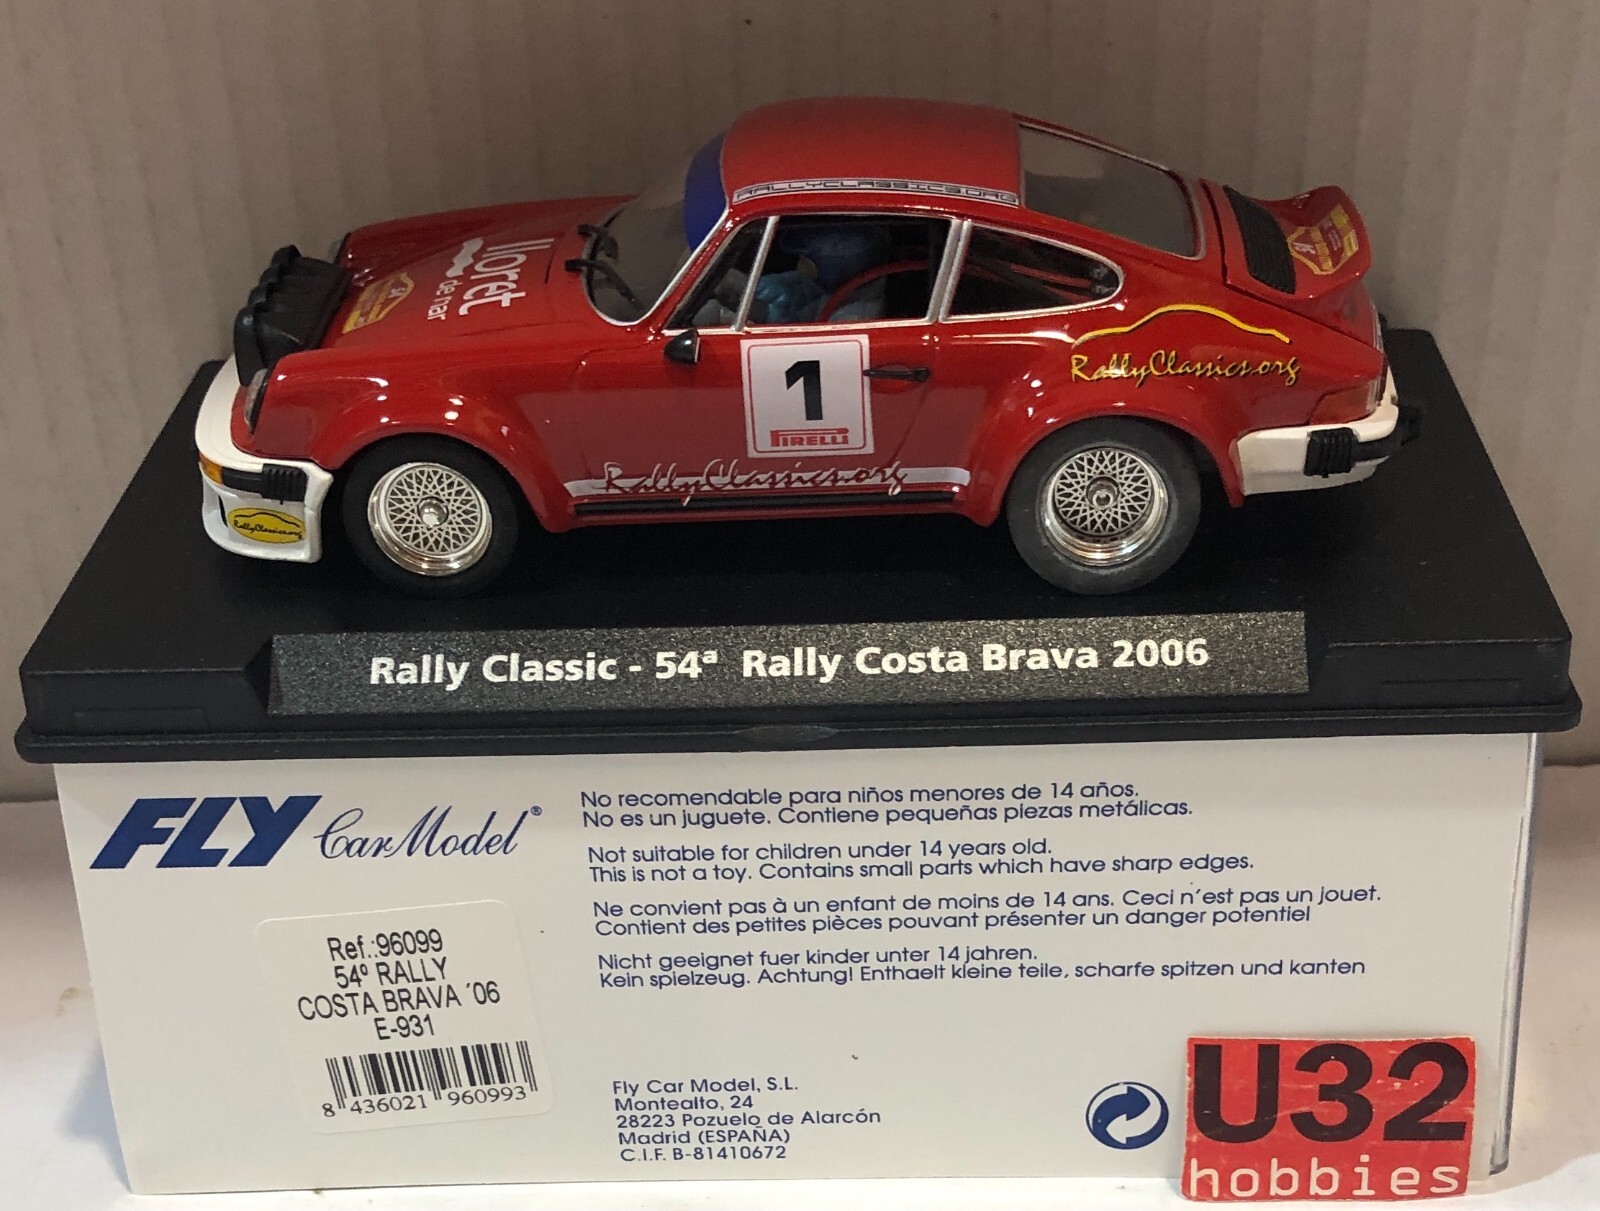 RALLYCLASSICS.ORG
lloret
de mar
54
RallyClassics.org
1
PIRELLI
RallyClassics.org
RallyClassics.org
Rally Classic - 54ª Rally Costa Brava 2006
FLY Car Model®
No recomendable para niños menores de 14 años.
No es un juguete. Contiene pequeñas piezas metálicas.
Not suitable for children under 14 years old.
This is not a toy. Contains small parts which have sharp edges.
Ne convient pas à un enfant de moins de 14 ans. Ceci n'est pas un jouet.
Contient des petites pièces pouvant présenter un danger potentiel
Nicht geeignet fuer kinder unter 14 jahren.
Kein spielzeug. Achtung! Enthaelt kleine teile, scharfe spitzen und kanten
Ref.:96099
54º RALLY
COSTA BRAVA ´06
E-931
8 436021 960993
Fly Car Model, S.L.
Montealto, 24
28223 Pozuelo de Alarcón
Madrid (ESPAÑA)
C.I.F. B-81410672
U32
hobbies